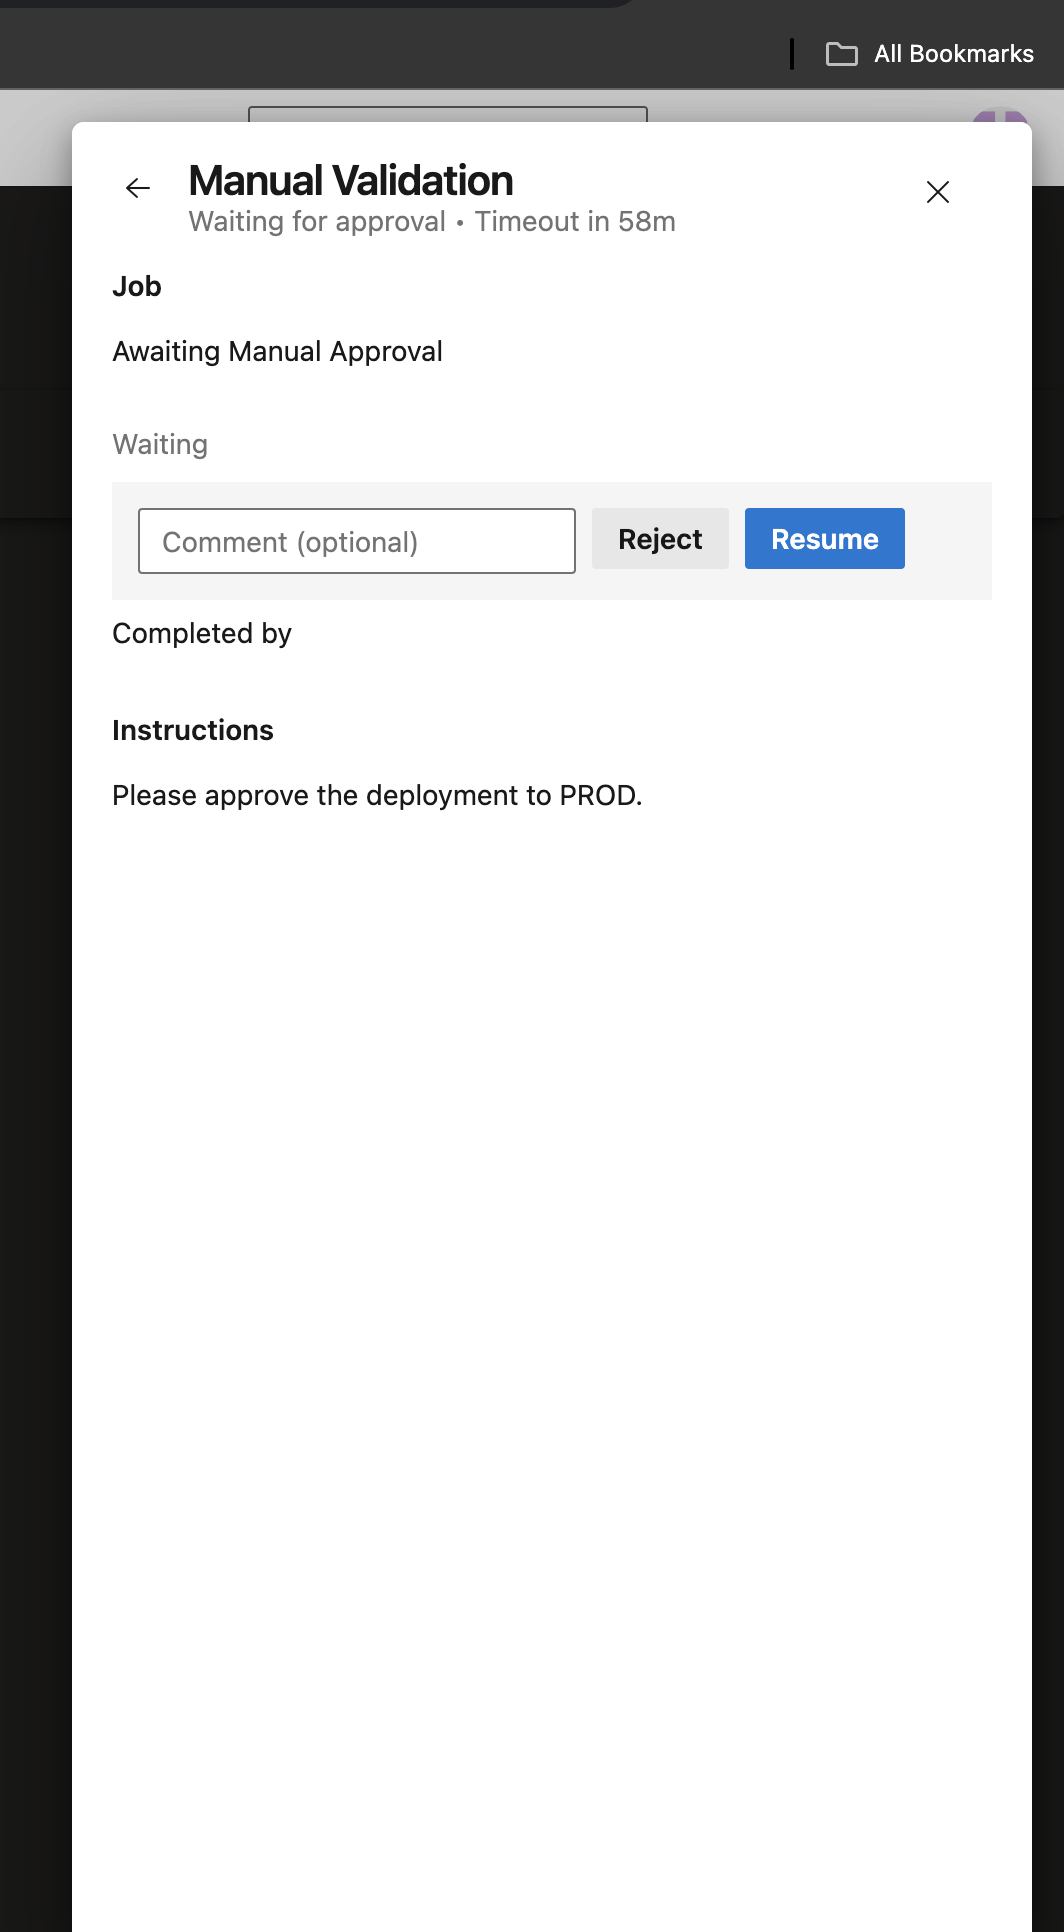 All Bookmarks
Manual Validation
Waiting for approval • Timeout in 58m
Job
Awaiting Manual Approval
Waiting
Comment (optional)
Reject
Resume
Completed by
Instructions
Please approve the deployment to PROD.